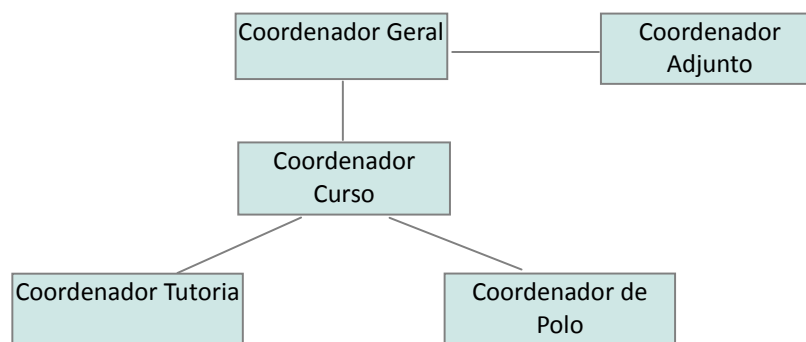 Coordenador Geral
Coordenador
Adjunto
Coordenador
Curso
Coordenador Tutoria
Coordenador de
Polo